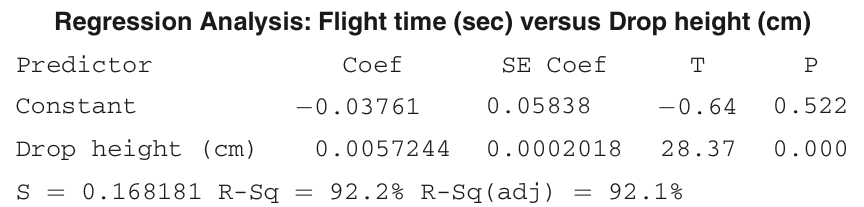 Regression Analysis: Flight time (sec) versus Drop height (cm)
Predictor Coef SE Coef T P
Constant −0.03761 0.05838 −0.64 0.522
Drop height (cm) 0.0057244 0.0002018 28.37 0.000
S = 0.168181 R-Sq = 92.2% R-Sq(adj) = 92.1%